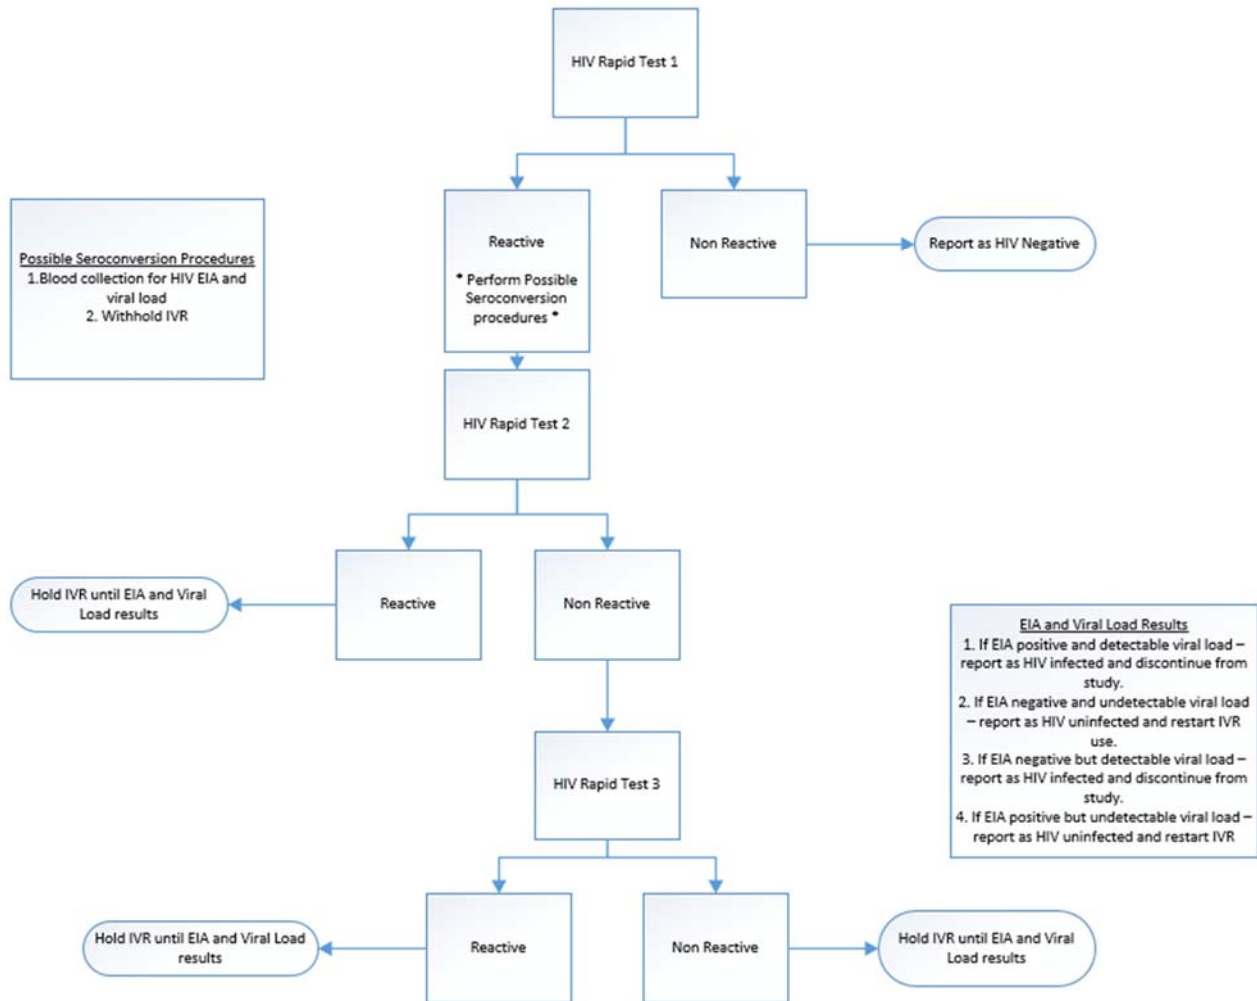 HIV Rapid Test 1
Possible Seroconversion Procedures
1.Blood collection for HIV EIA and
viral load
2. Withhold IVR
Reactive
* Perform Possible
Seroconversion
procedures *
Non Reactive
Report as HIV Negative
HIV Rapid Test 2
Hold IVR until EIA and Viral
Load results
Reactive
Non Reactive
EIA and Viral Load Results
1. If EIA positive and detectable viral load –
report as HIV infected and discontinue from
study.
2. If EIA negative and undetectable viral load
– report as HIV uninfected and restart IVR
use.
3. If EIA negative but detectable viral load –
report as HIV infected and discontinue from
study.
4. If EIA positive but undetectable viral load –
report as HIV uninfected and restart IVR
HIV Rapid Test 3
Hold IVR until EIA and Viral Load
results
Reactive
Non Reactive
Hold IVR until EIA and Viral
Load results